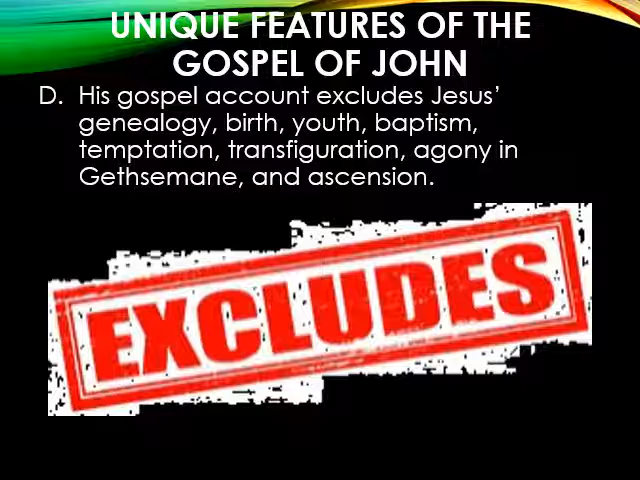 UNIQUE FEATURES OF THE
GOSPEL OF JOHN
D. His gospel account excludes Jesus’
genealogy, birth, youth, baptism,
temptation, transfiguration, agony in
Gethsemane, and ascension.
EXCLUDES